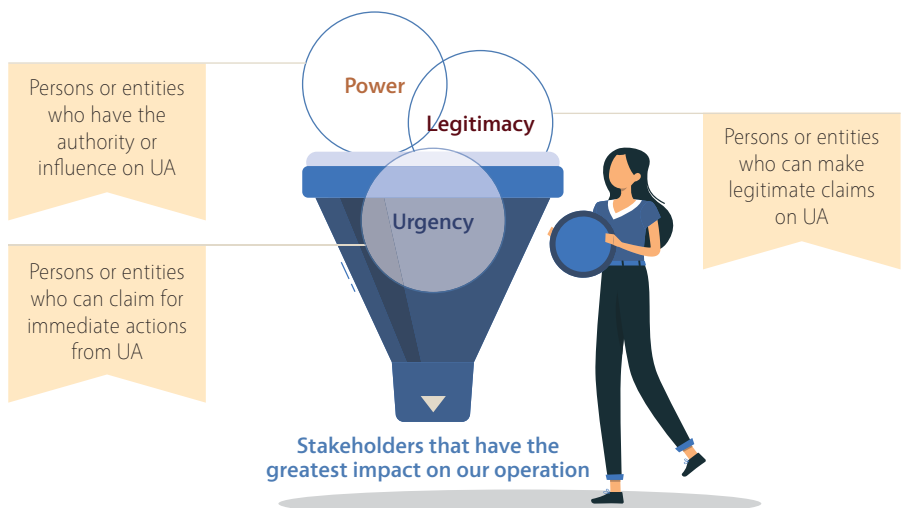 Power
Legitimacy
Urgency
Persons or entities
who have the
authority or
influence on UA
Persons or entities
who can make
legitimate claims
on UA
Persons or entities
who can claim for
immediate actions
from UA
Stakeholders that have the
greatest impact on our operation